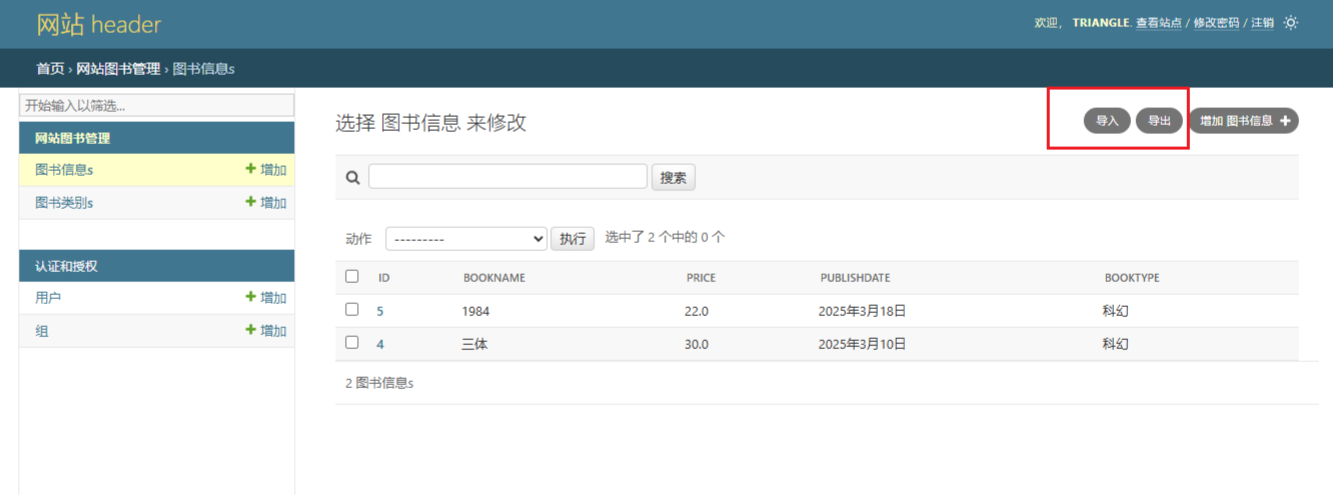 网站 header
欢迎， TRIANGLE. 查看站点 / 修改密码 / 注销
首页 › 网站图书管理 › 图书信息s
开始输入以筛选...
网站图书管理
图书信息s + 增加
图书类别s + 增加
认证和授权
用户 + 增加
组 + 增加
选择 图书信息 来修改
导入 导出 增加 图书信息 +
搜索
动作 --------- 执行 选中了 2 个中的 0 个
ID BOOKNAME PRICE PUBLISHDATE BOOKTYPE
5 1984 22.0 2025年3月18日 科幻
4 三体 30.0 2025年3月10日 科幻
2 图书信息s